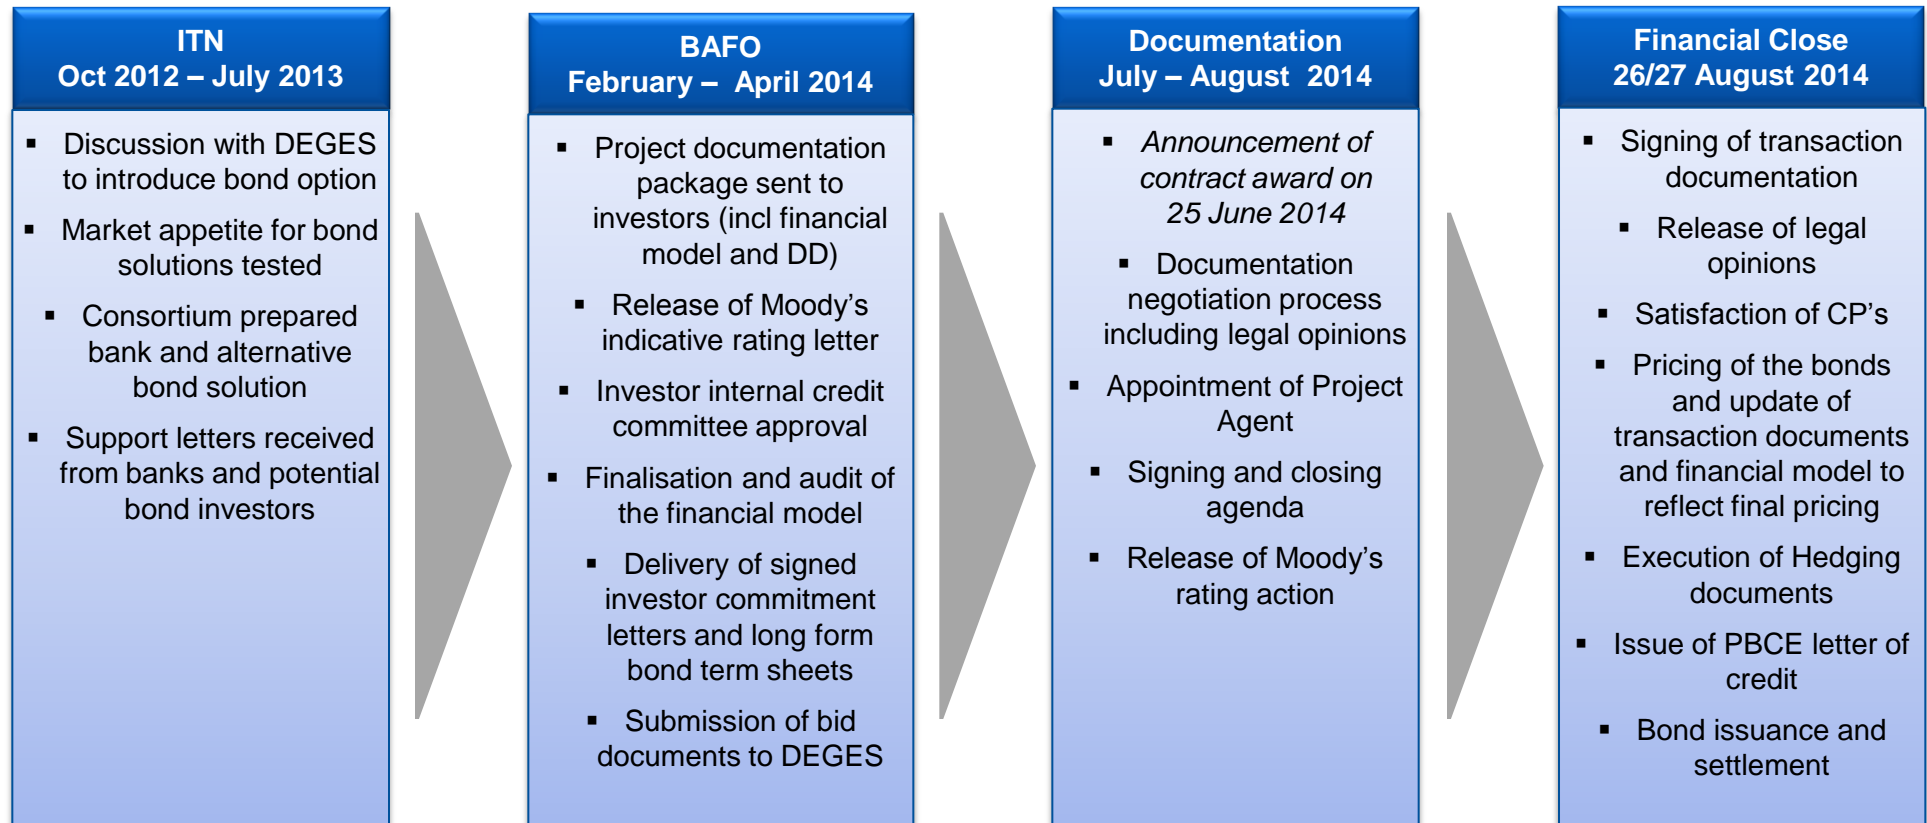 ITN
Oct 2012 – July 2013
▪ Discussion with DEGES
to introduce bond option
▪ Market appetite for bond
solutions tested
▪ Consortium prepared
bank and alternative
bond solution
▪ Support letters received
from banks and potential
bond investors
BAFO
February – April 2014
▪ Project documentation
package sent to
investors (incl financial
model and DD)
▪ Release of Moody’s
indicative rating letter
▪ Investor internal credit
committee approval
▪ Finalisation and audit of
the financial model
▪ Delivery of signed
investor commitment
letters and long form
bond term sheets
▪ Submission of bid
documents to DEGES
Documentation
July – August 2014
▪ Announcement of
contract award on
25 June 2014
▪ Documentation
negotiation process
including legal opinions
▪ Appointment of Project
Agent
▪ Signing and closing
agenda
▪ Release of Moody’s
rating action
Financial Close
26/27 August 2014
▪ Signing of transaction
documentation
▪ Release of legal
opinions
▪ Satisfaction of CP’s
▪ Pricing of the bonds
and update of
transaction documents
and financial model to
reflect final pricing
▪ Execution of Hedging
documents
▪ Issue of PBCE letter of
credit
▪ Bond issuance and
settlement